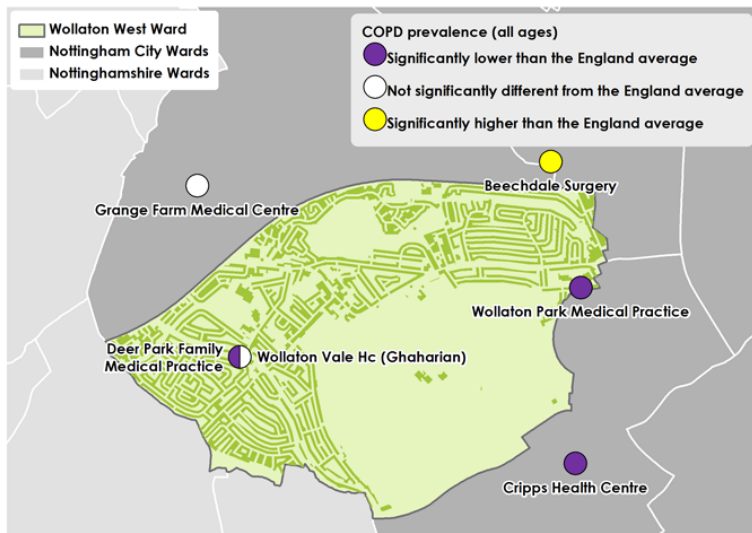 Wollaton West Ward
Nottingham City Wards
Nottinghamshire Wards
COPD prevalence (all ages)
Significantly lower than the England average
Not significantly different from the England average
Significantly higher than the England average
Beechdale Surgery
Grange Farm Medical Centre
Wollaton Park Medical Practice
Deer Park Family
Medical Practice
Wollaton Vale Hc (Ghaharian)
Cripps Health Centre